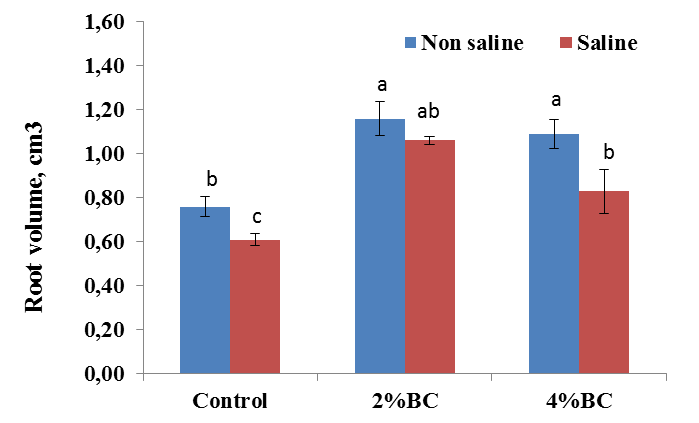 Root volume, cm3
1,60
1,40
1,20
1,00
0,80
0,60
0,40
0,20
0,00
Non saline
Saline
b
c
a
ab
a
b
Control
2%BC
4%BC